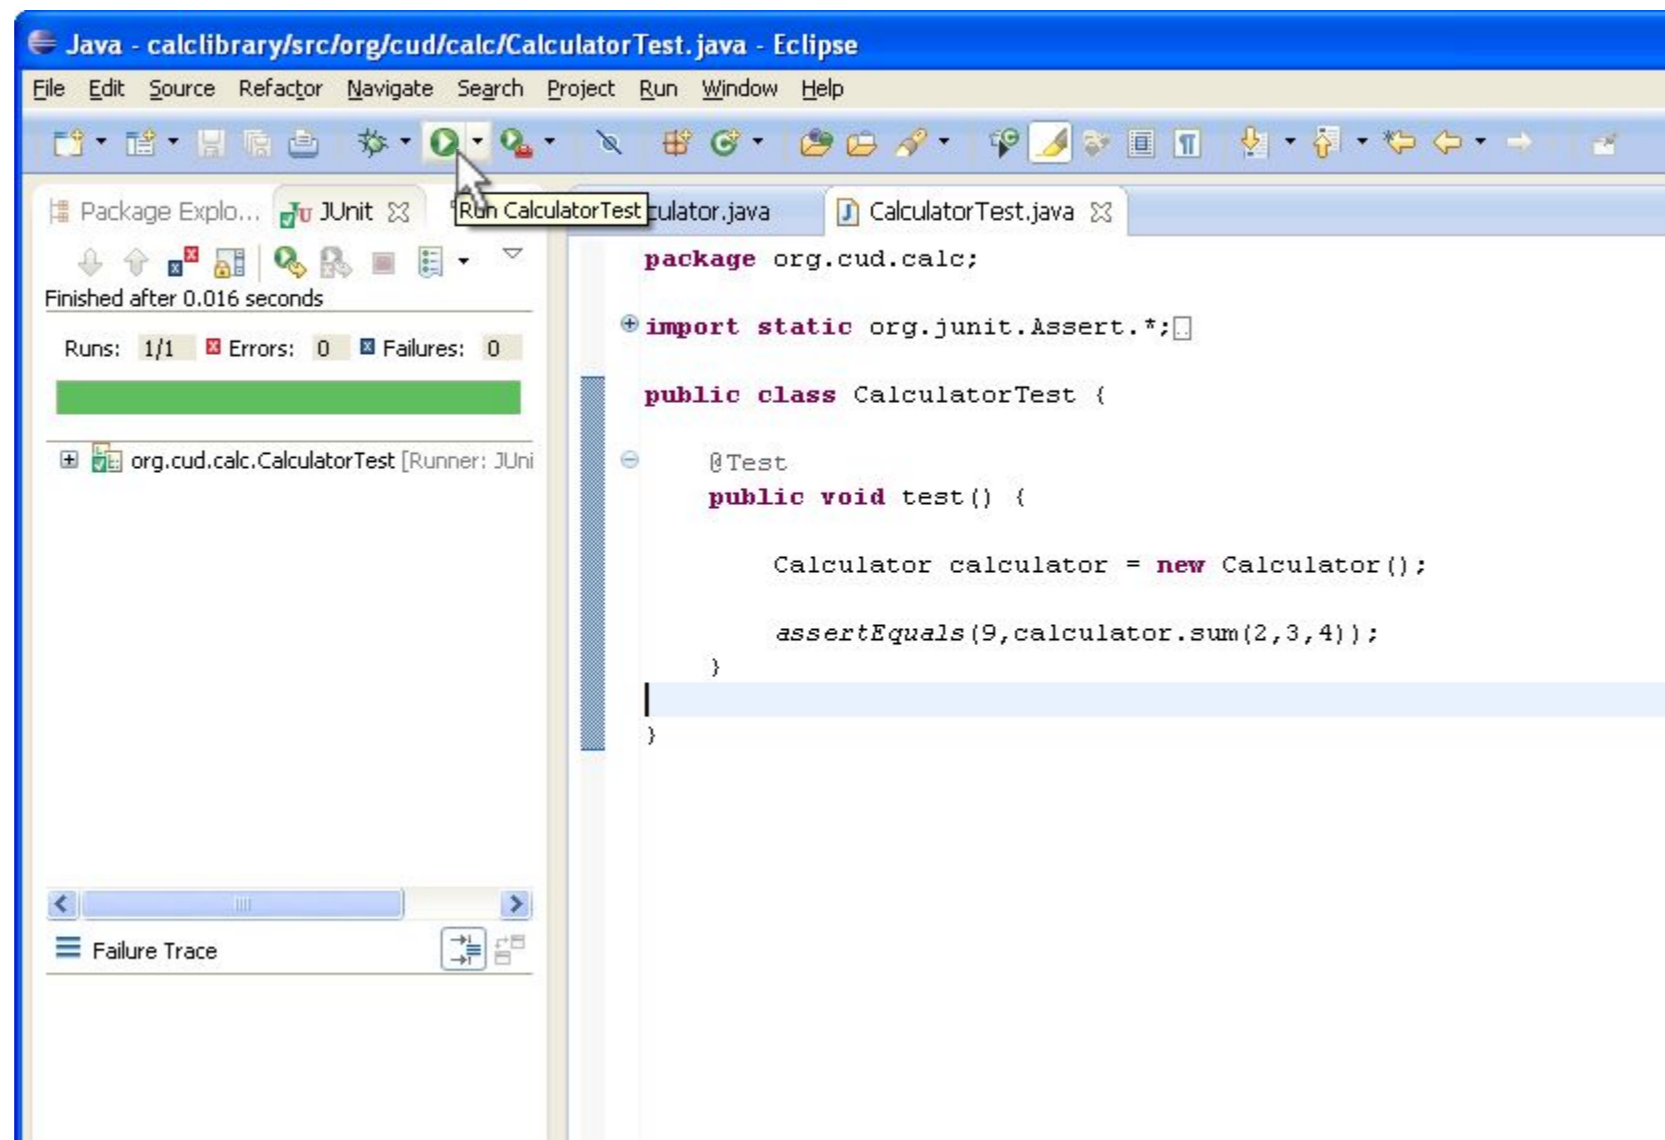 Java - calclibrary/src/org/cud/calc/CalculatorTest.java - Eclipse
File Edit Source Refactor Navigate Search Project Run Window Help
Package Explo... JUnit
Run CalculatorTest
culator.java
CalculatorTest.java
Finished after 0.016 seconds
Runs: 1/1 Errors: 0 Failures: 0
org.cud.calc.CalculatorTest [Runner: JUni
Failure Trace
package org.cud.calc;
import static org.junit.Assert.*;
public class CalculatorTest {
@Test
public void test() {
Calculator calculator = new Calculator();
assertEquals(9,calculator.sum(2,3,4));
}
}